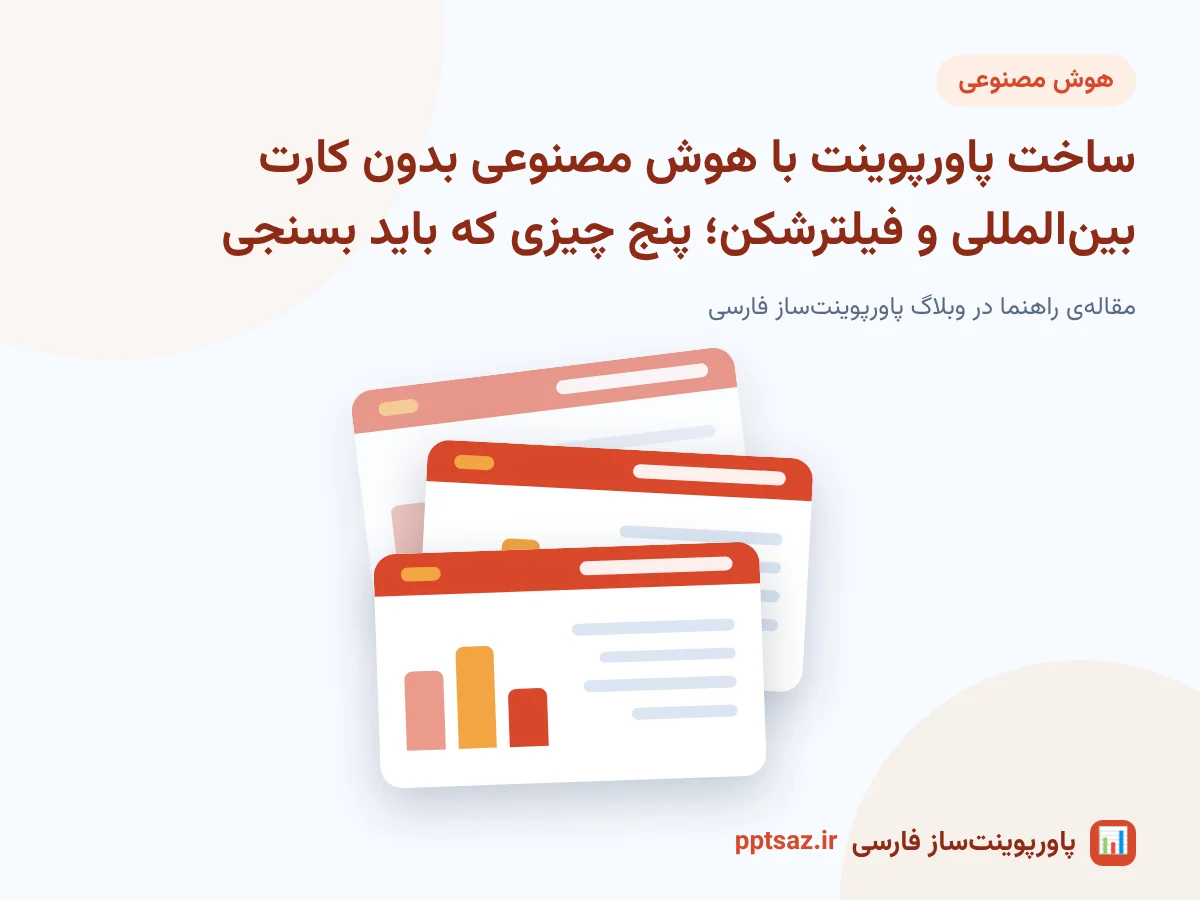 هوش مصنوعی
ساخت پاورپوینت با هوش مصنوعی بدون کارت
بین‌المللی و فیلترشکن؛ پنج چیزی که باید بسنجی
مقاله‌ی راهنما در وبلاگ پاورپوینت‌ساز فارسی
پاورپوینت‌ساز فارسی pptsaz.ir